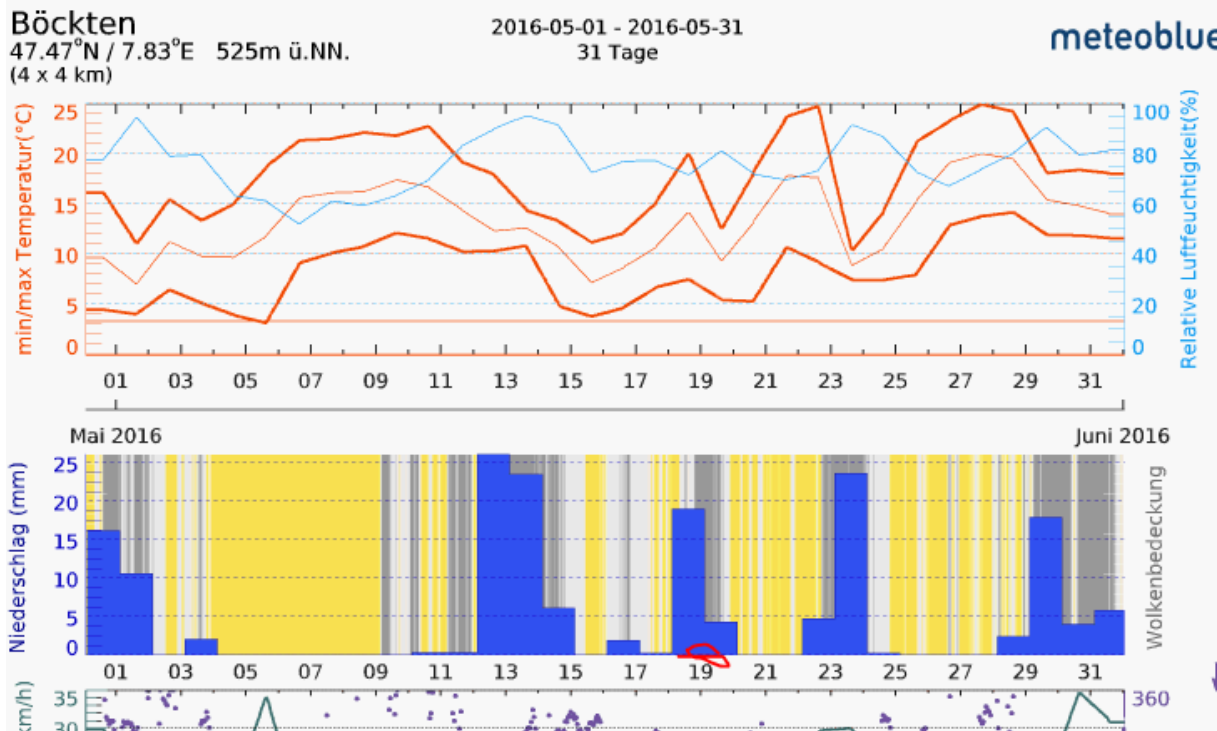 Böckten
2016-05-01 - 2016-05-31
47.47°N / 7.83°E 525m ü.NN.
31 Tage
meteoblue
(4 x 4 km)
min/max Temperatur(°C)
25
20
15
10
5
0
100
80
60
40
20
0
Relative Luftfeuchtigkeit(%)
01 03 05 07 09 11 13 15 17 19 21 23 25 27 29 31
Mai 2016
Juni 2016
Niederschlag (mm)
25
20
15
10
5
0
Wolkenbedeckung
01 03 05 07 09 11 13 15 17 19 21 23 25 27 29 31
km/h)
35
30
360